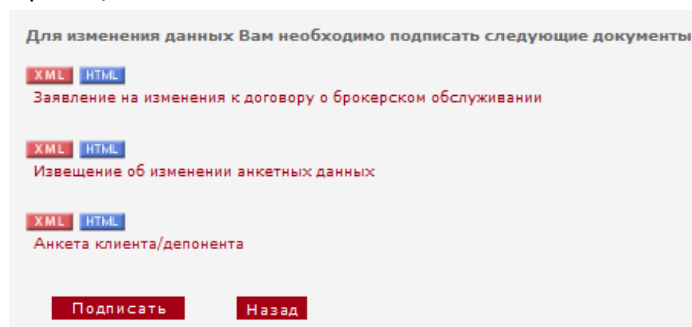 Для изменения данных Вам необходимо подписать следующие документы
XML HTML
Заявление на изменения к договору о брокерском обслуживании
XML HTML
Извещение об изменении анкетных данных
XML HTML
Анкета клиента/депонента
Подписать Назад